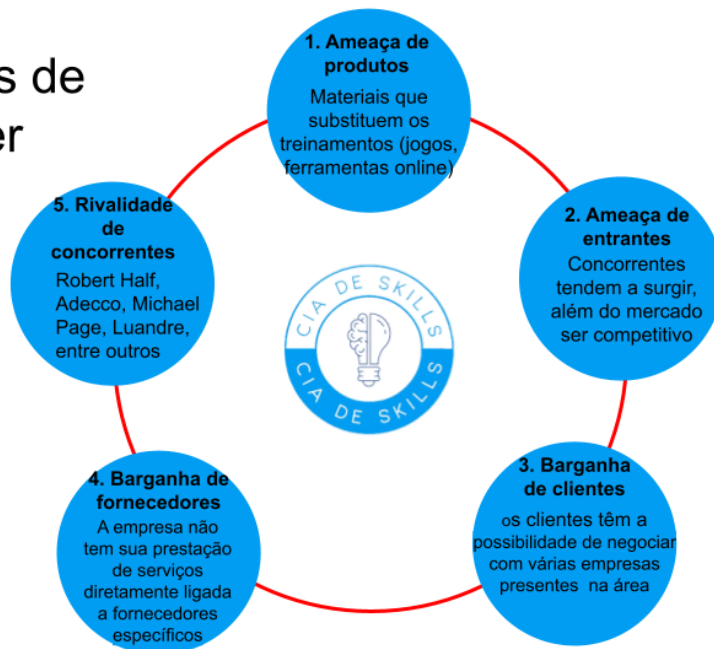 s de
er
1. Ameaça de
produtos
Materiais que
substituem os
treinamentos (jogos,
ferramentas online)
2. Ameaça de
entrantes
Concorrentes
tendem a surgir,
além do mercado
ser competitivo
3. Barganha
de clientes
os clientes têm a
possibilidade de negociar
com várias empresas
presentes na área
4. Barganha de
fornecedores
A empresa não
tem sua prestação
de serviços
diretamente ligada
a fornecedores
específicos
5. Rivalidade
de
concorrentes
Robert Half,
Adecco, Michael
Page, Luandre,
entre outros
CIA DE SKILLS
CIA DE SKILLS